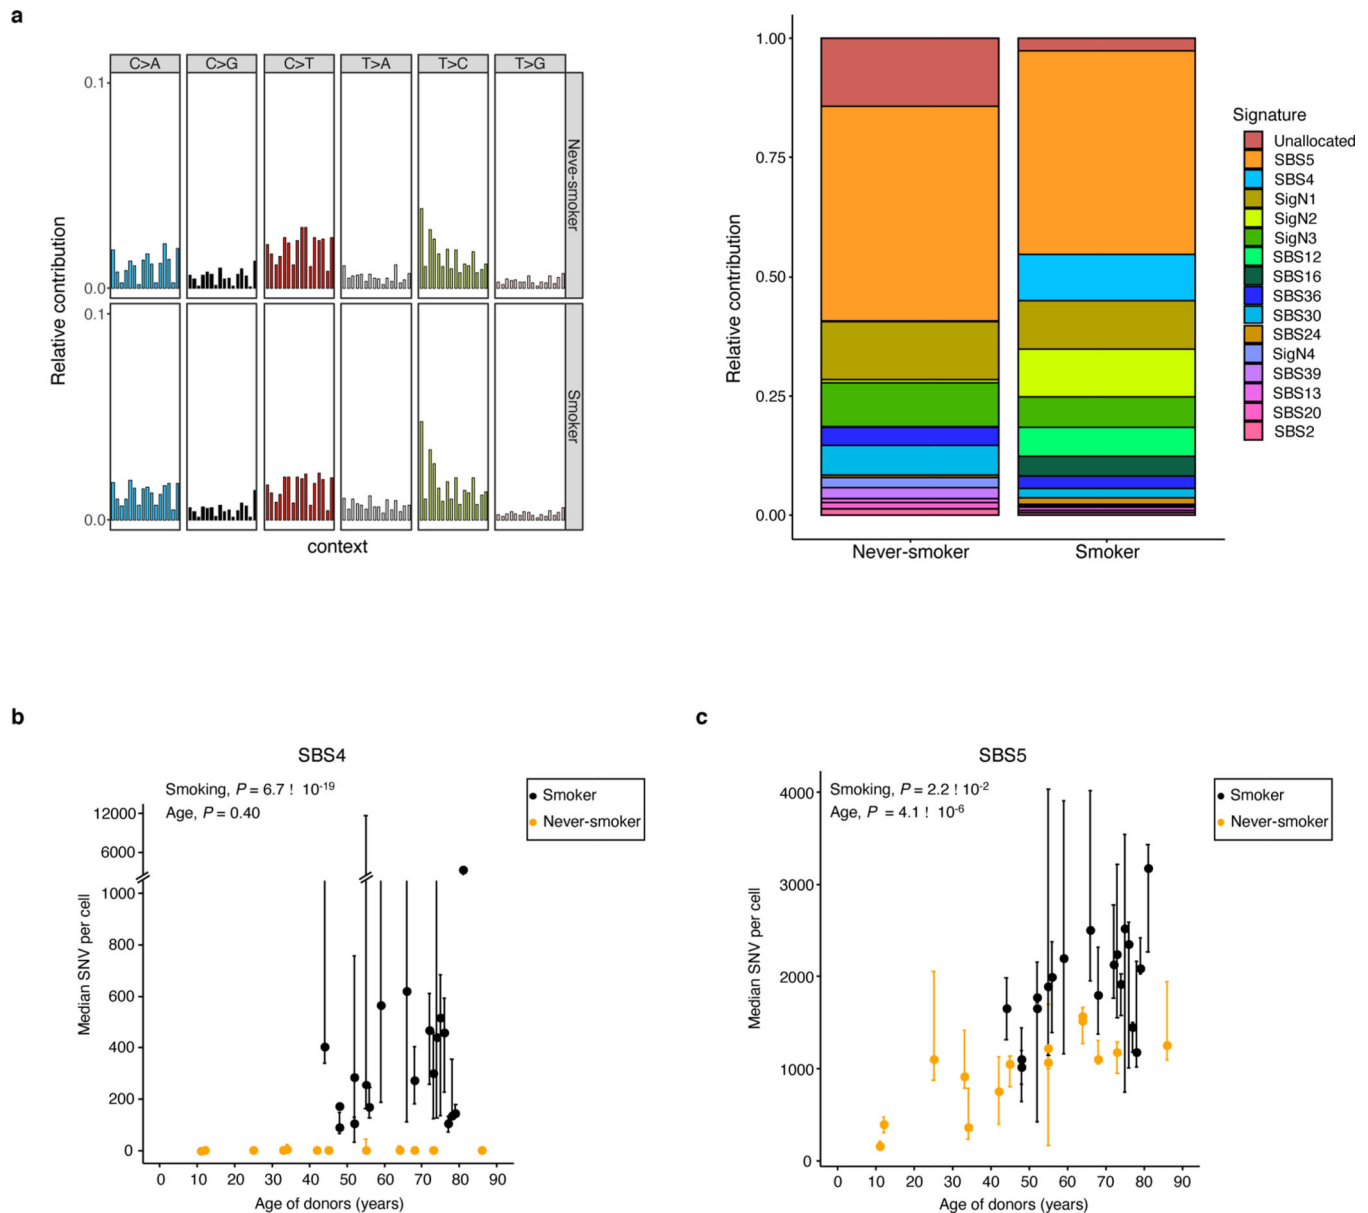 a
C>A C>G C>T T>A T>C T>G
0.1
0.0
Neve-smoker
0.1
0.0
Smoker
Relative contribution
context
1.00
0.75
0.50
0.25
0.00
Relative contribution
Never-smoker Smoker
Signature
Unallocated
SBS5
SBS4
SigN1
SigN2
SigN3
SBS12
SBS16
SBS36
SBS30
SBS24
SigN4
SBS39
SBS13
SBS20
SBS2
b
SBS4
Smoking, P = 6.7 ! 10-19
Age, P = 0.40
Smoker
Never-smoker
12000
6000
1000
800
600
400
200
0
Median SNV per cell
0 10 20 30 40 50 60 70 80 90
Age of donors (years)
c
SBS5
Smoking, P = 2.2 ! 10-2
Age, P = 4.1 ! 10-6
Smoker
Never-smoker
4000
3000
2000
1000
0
Median SNV per cell
0 10 20 30 40 50 60 70 80 90
Age of donors (years)